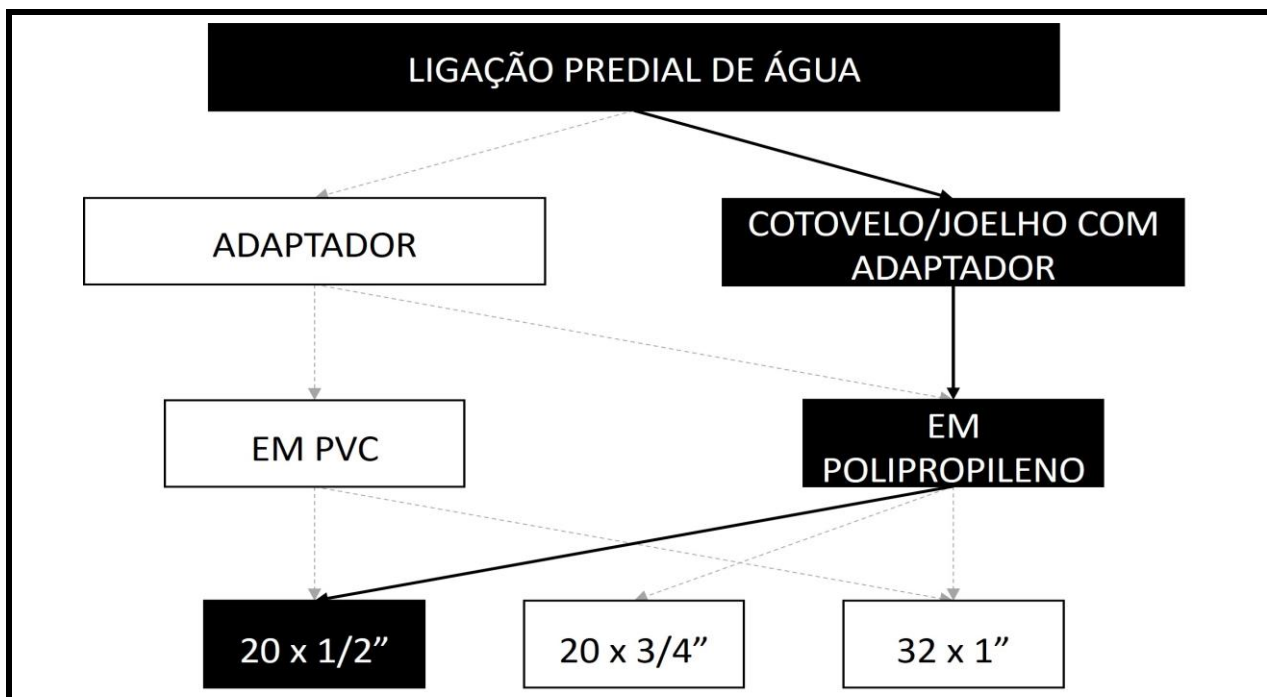 LIGAÇÃO PREDIAL DE ÁGUA
ADAPTADOR
COTOVELO/JOELHO COM
ADAPTADOR
EM PVC
EM
POLIPROPILENO
20 x 1/2”
20 x 3/4”
32 x 1”